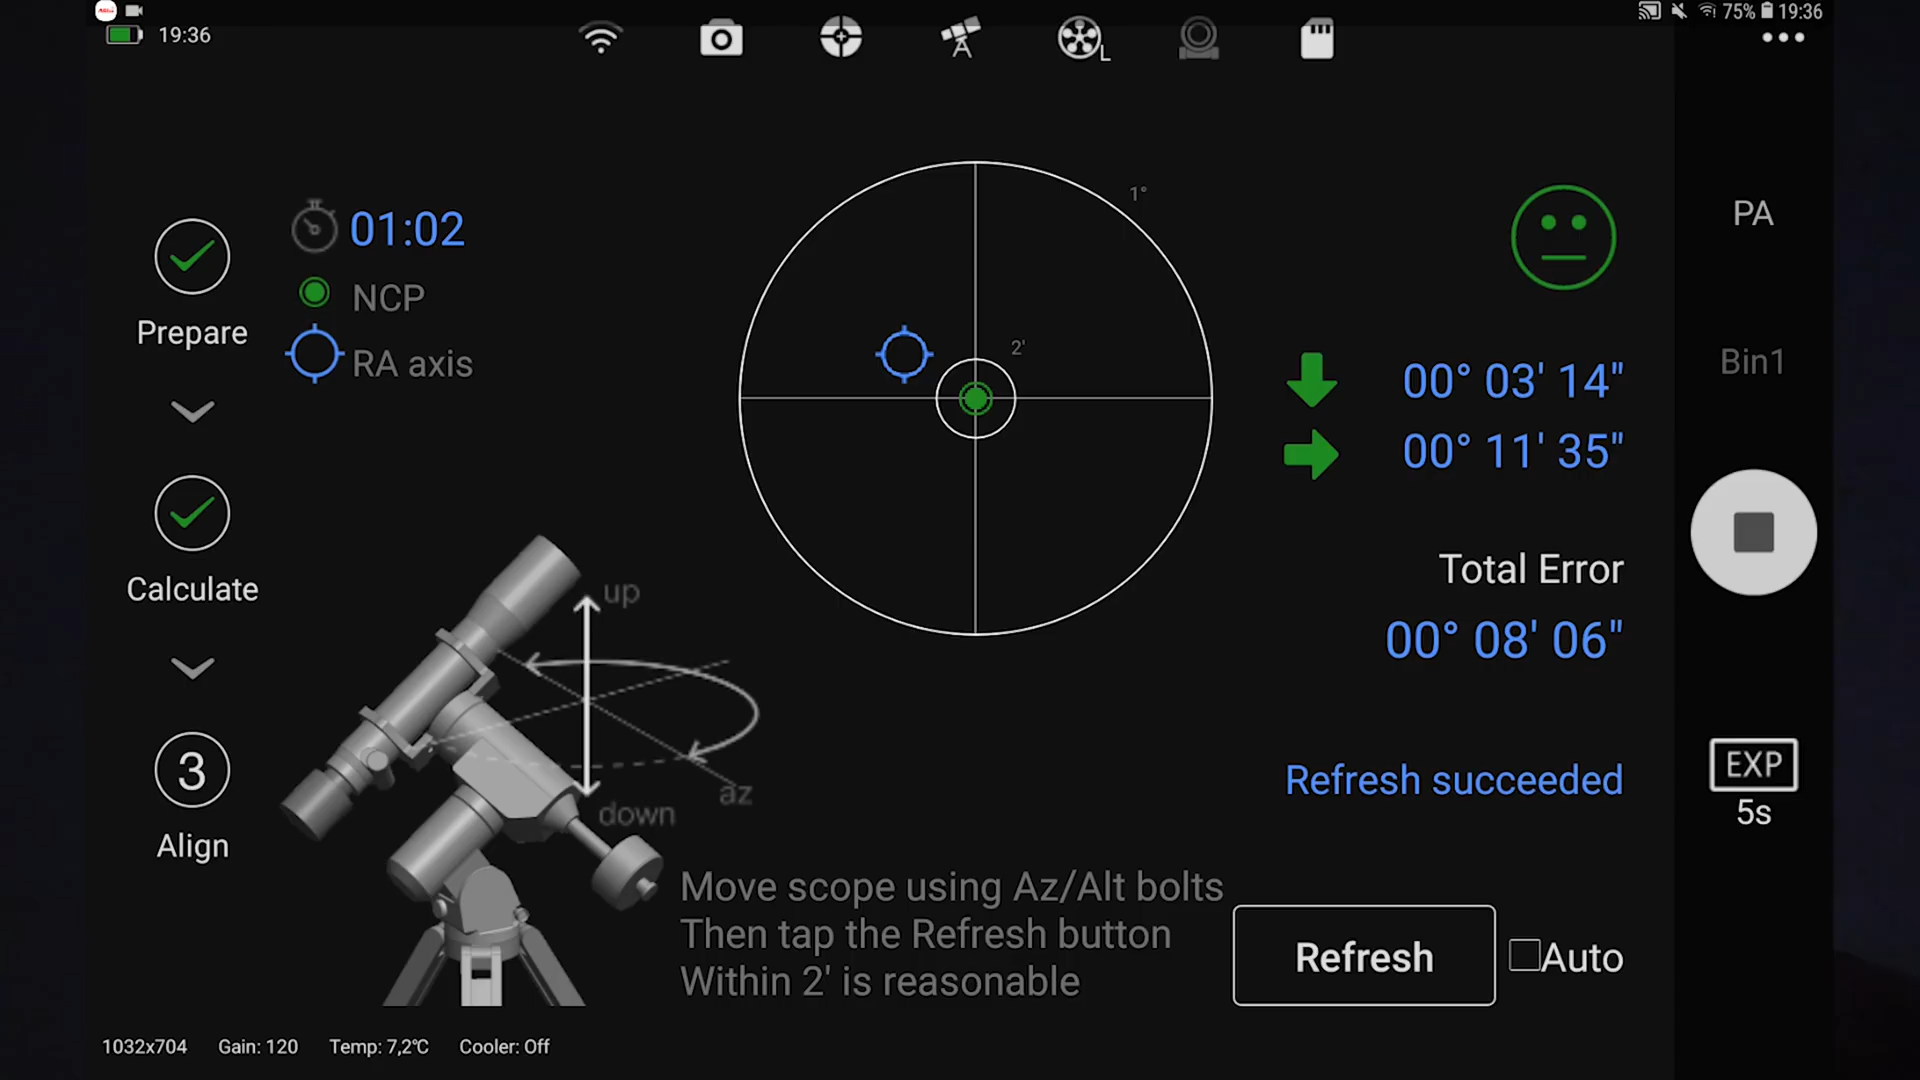 75% 19:36
19:36
L
1°
01:02
PA
NCP
Prepare
2'
RA axis
Bin1
00° 03' 14"
00° 11' 35"
Total Error
Calculate
up
00° 08' 06"
Refresh succeeded
EXP
3
az
down
5s
Align
Move scope using Az/Alt bolts
Then tap the Refresh button
Within 2' is reasonable
Refresh
Auto
1032x704 Gain: 120 Temp: 7,2℃ Cooler: Off